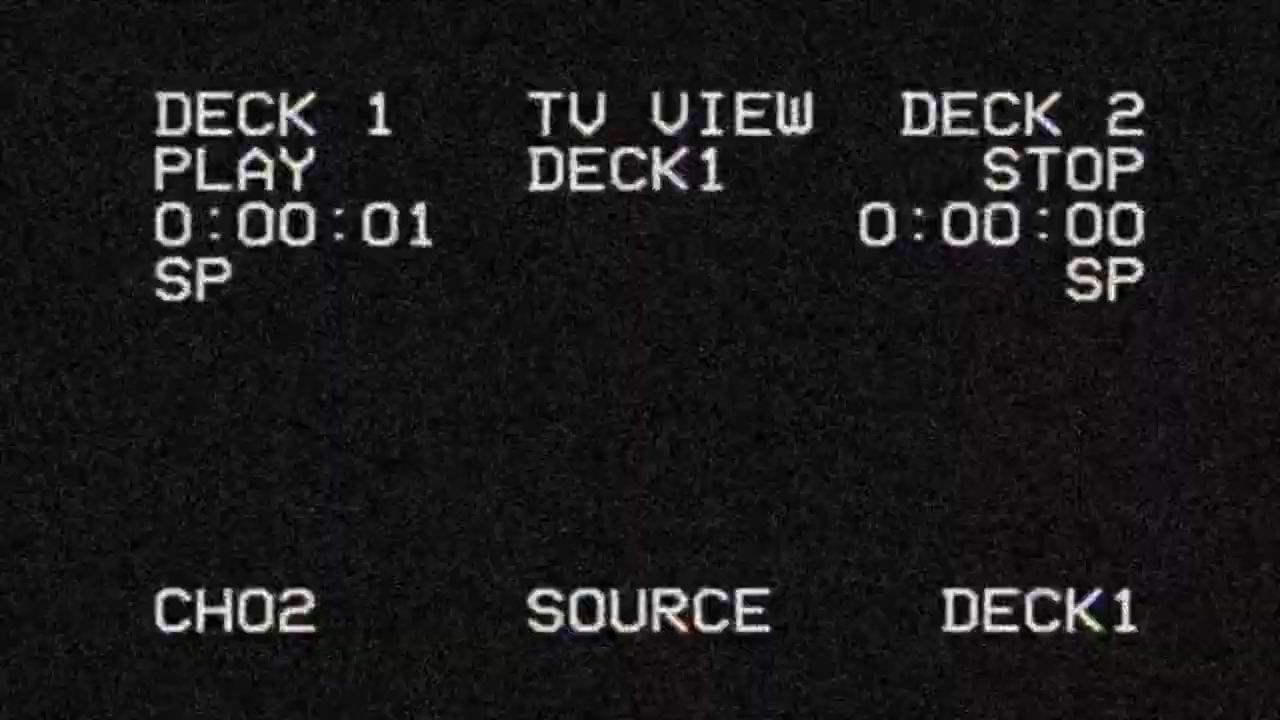 DECK 1 TV VIEW DECK 2
PLAY DECK1 STOP
0:00:01 0:00:00
SP SP
CH02 SOURCE DECK1